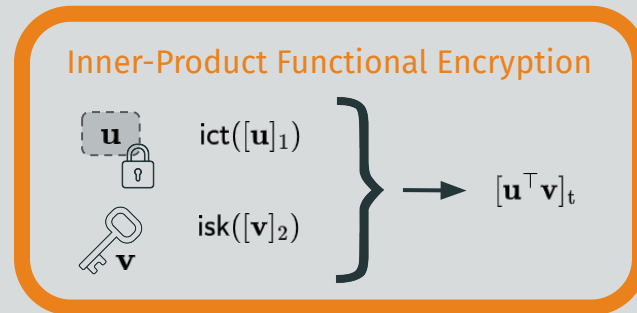 Inner-Product Functional Encryption
u ict([u]₁)
[u⊤v]ₜ
v isk([v]₂)